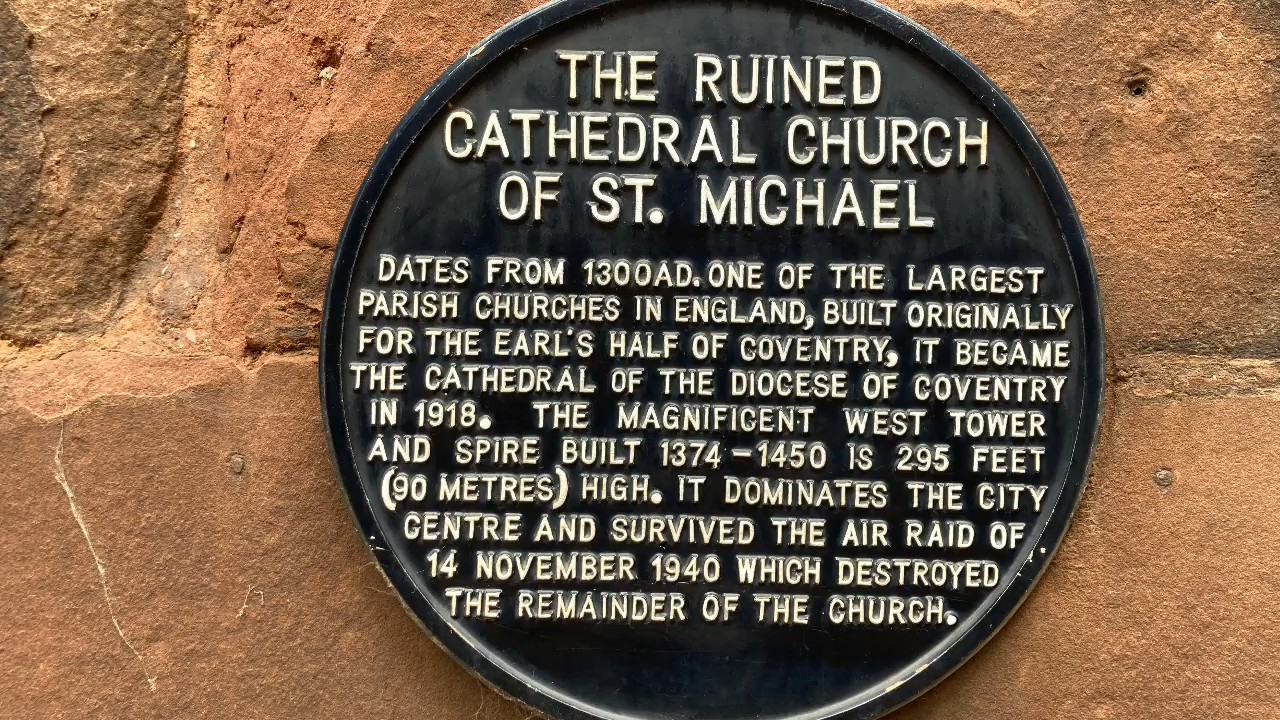 THE RUINED
CATHEDRAL CHURCH
OF ST. MICHAEL
DATES FROM 1300AD. ONE OF THE LARGEST
PARISH CHURCHES IN ENGLAND, BUILT ORIGINALLY
FOR THE EARL'S HALF OF COVENTRY, IT BECAME
THE CATHEDRAL OF THE DIOCESE OF COVENTRY
IN 1918. THE MAGNIFICENT WEST TOWER
AND SPIRE BUILT 1374-1450 IS 295 FEET
(90 METRES) HIGH. IT DOMINATES THE CITY
CENTRE AND SURVIVED THE AIR RAID OF
14 NOVEMBER 1940 WHICH DESTROYED
THE REMAINDER OF THE CHURCH.